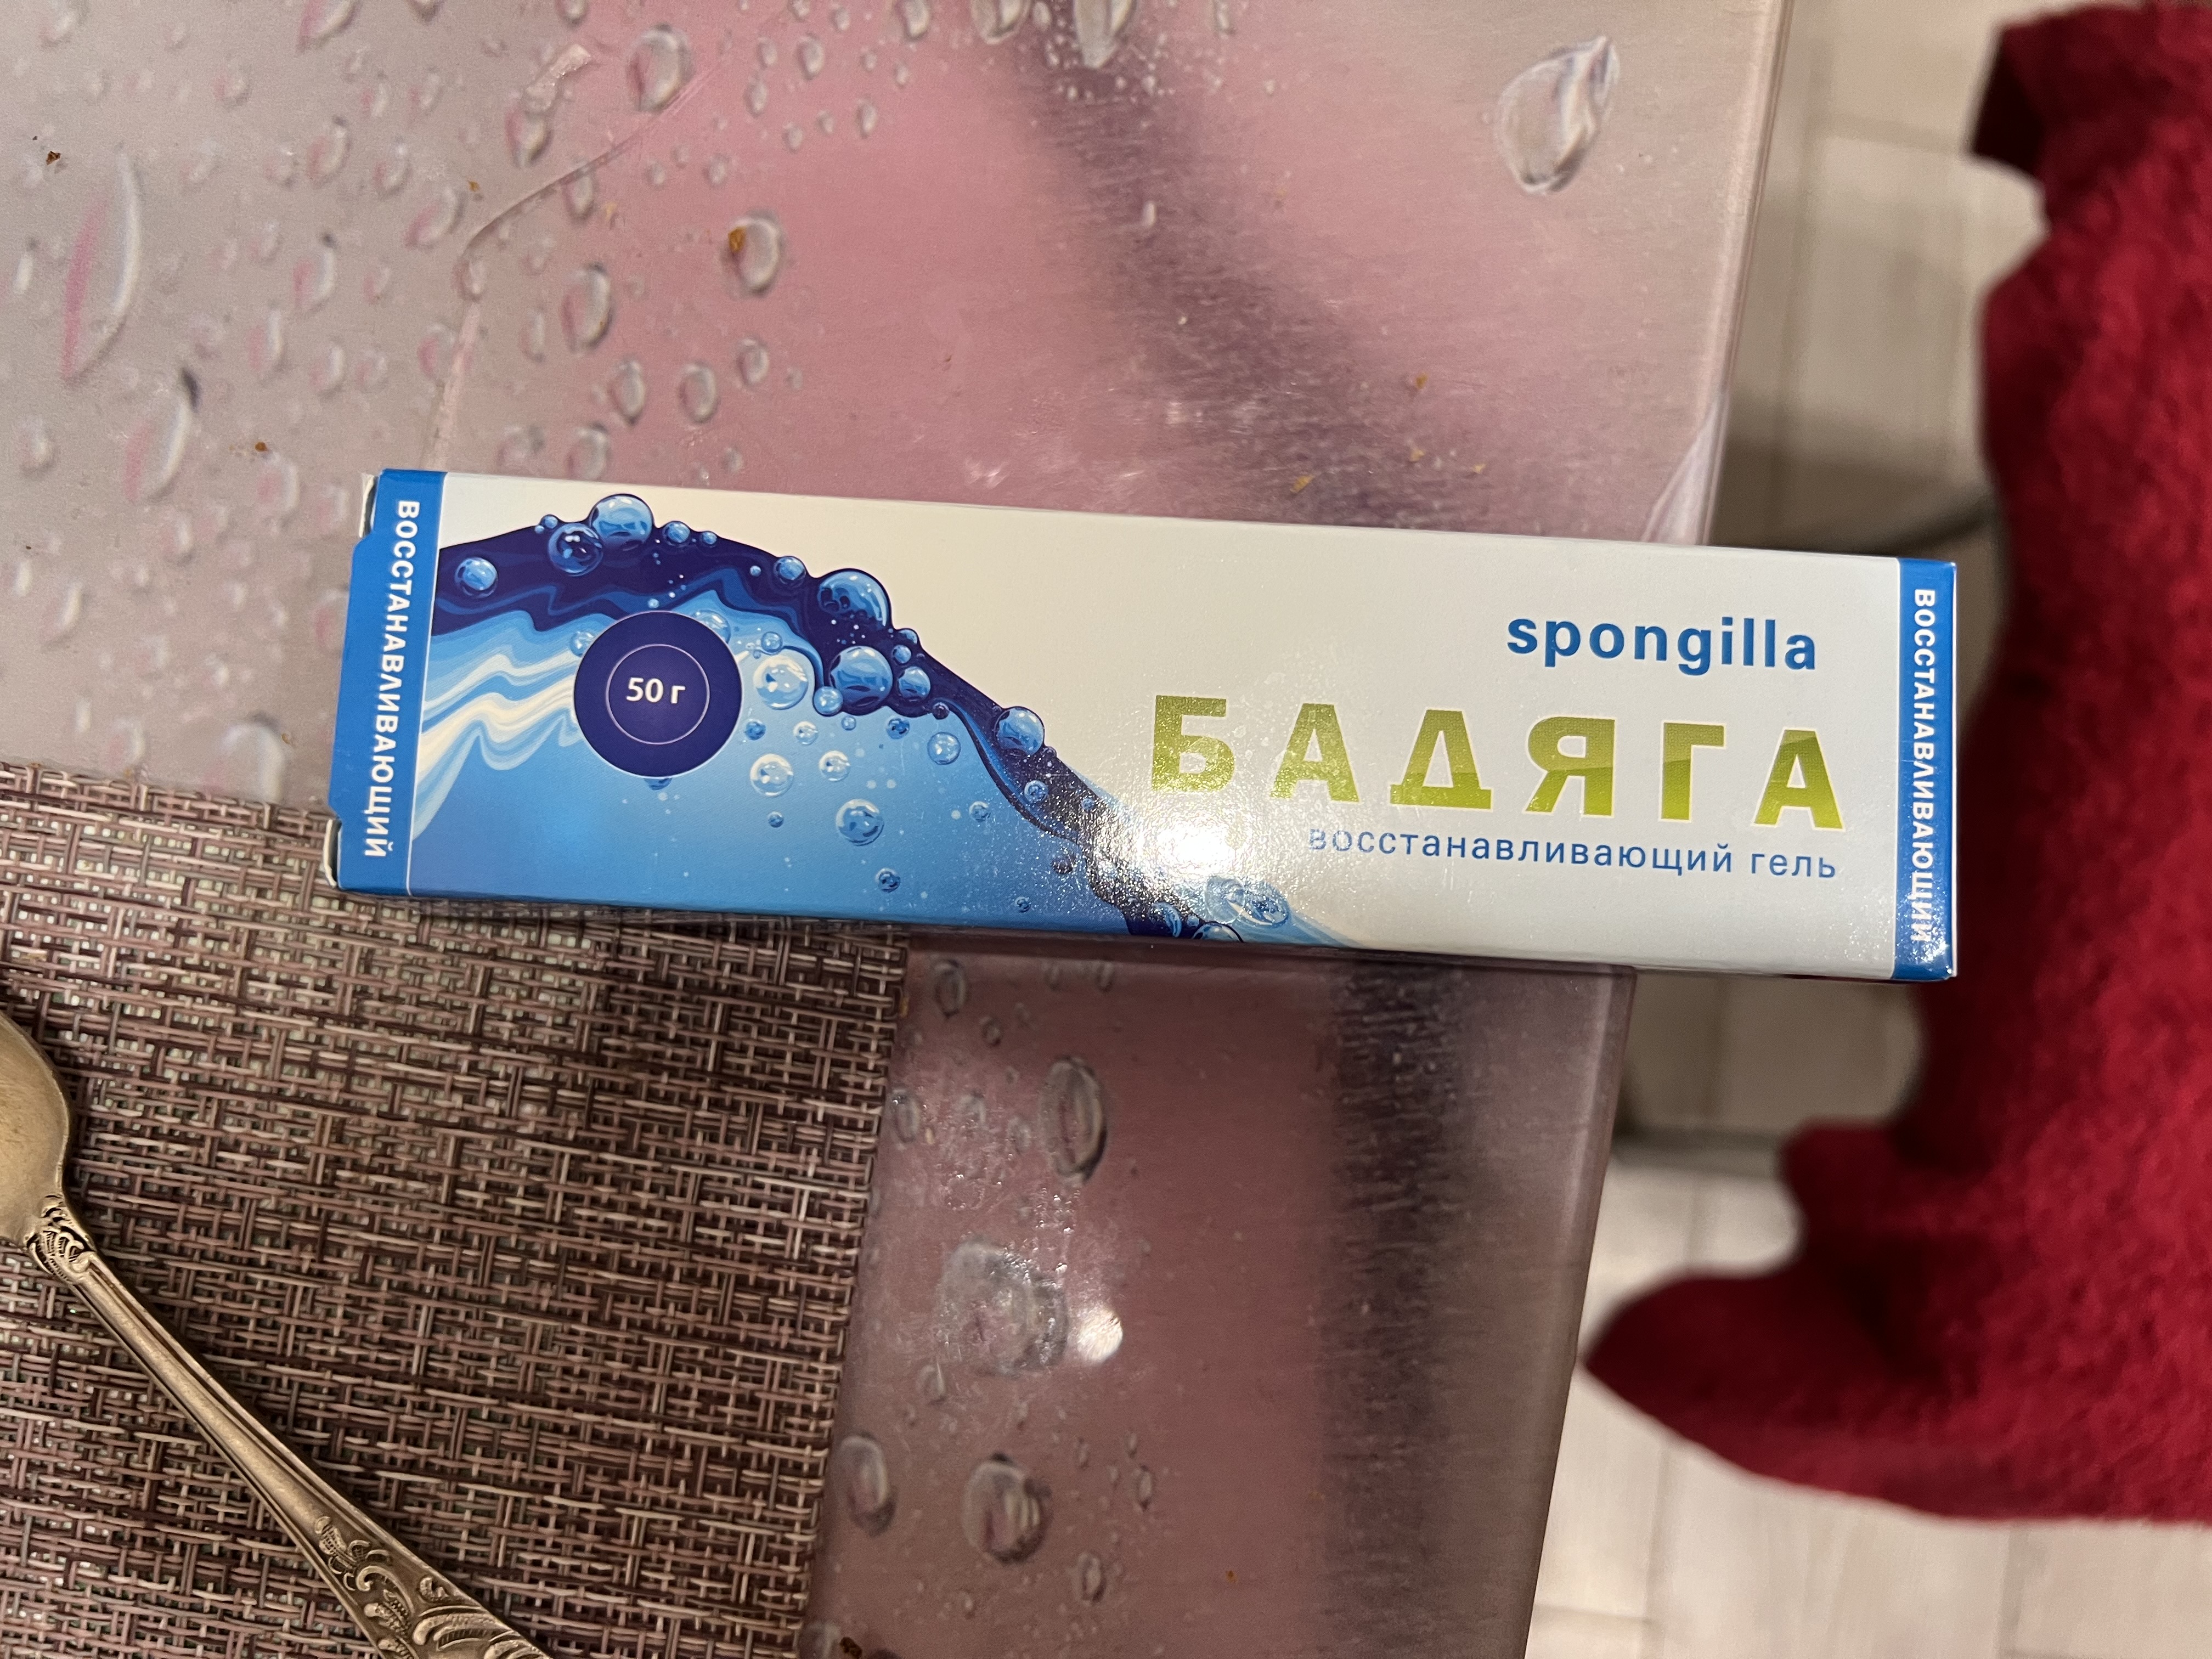 ВОССТАНАВЛИВАЮЩИЙ
50 г
spongilla
БАДЯГА
восстанавливающий гель
ВОССТАНАВЛИВАЮЩИЙ